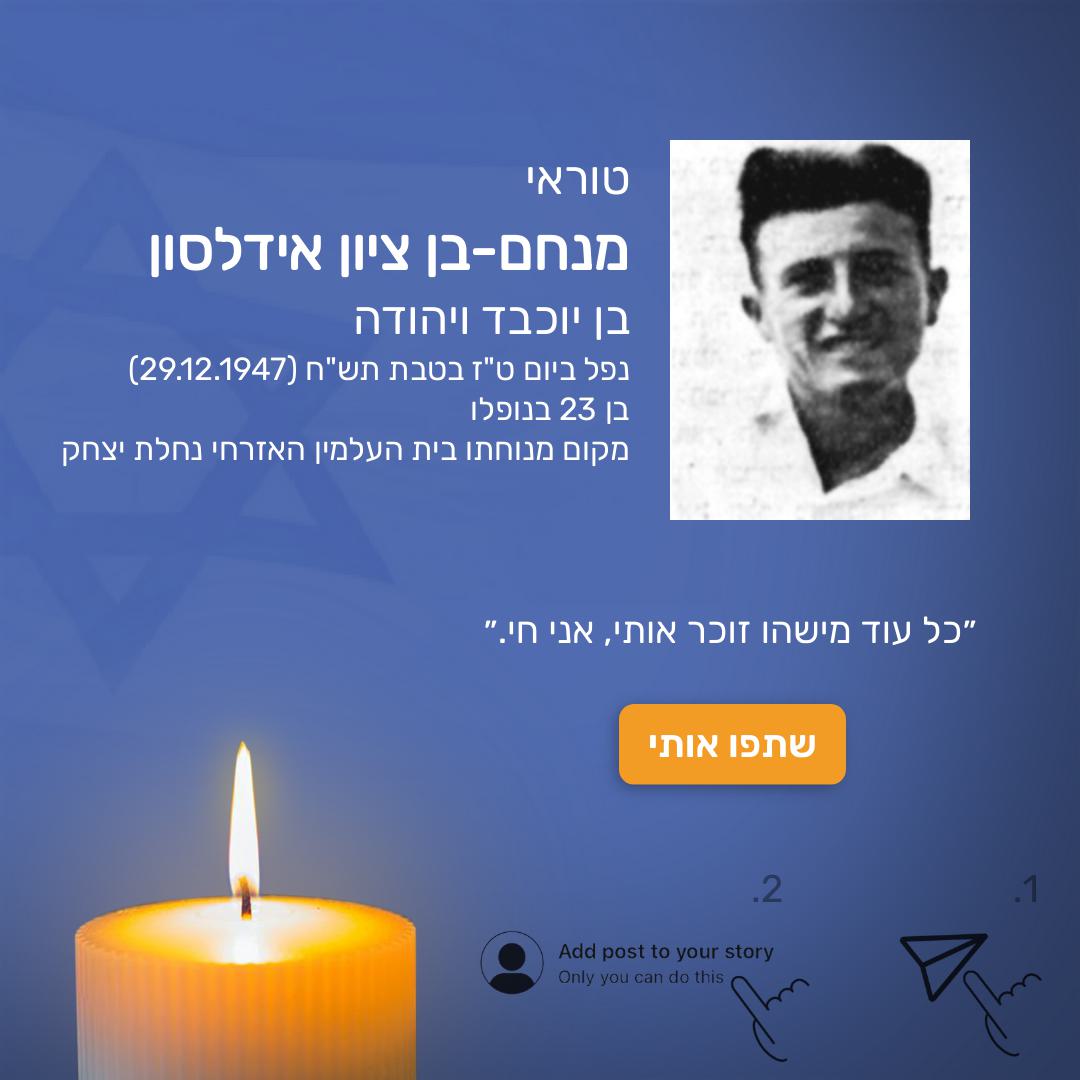 טוראי
מנחם-בן ציון אידלסון
בן יוכבד ויהודה
נפל ביום ט"ז בטבת תש"ח (29.12.1947)
בן 23 בנופלו
מקום מנוחתו בית העלמין האזרחי נחלת יצחק
״כל עוד מישהו זוכר אותי, אני חי.״
שתפו אותי
.1
.2
Add post to your story
Only you can do this